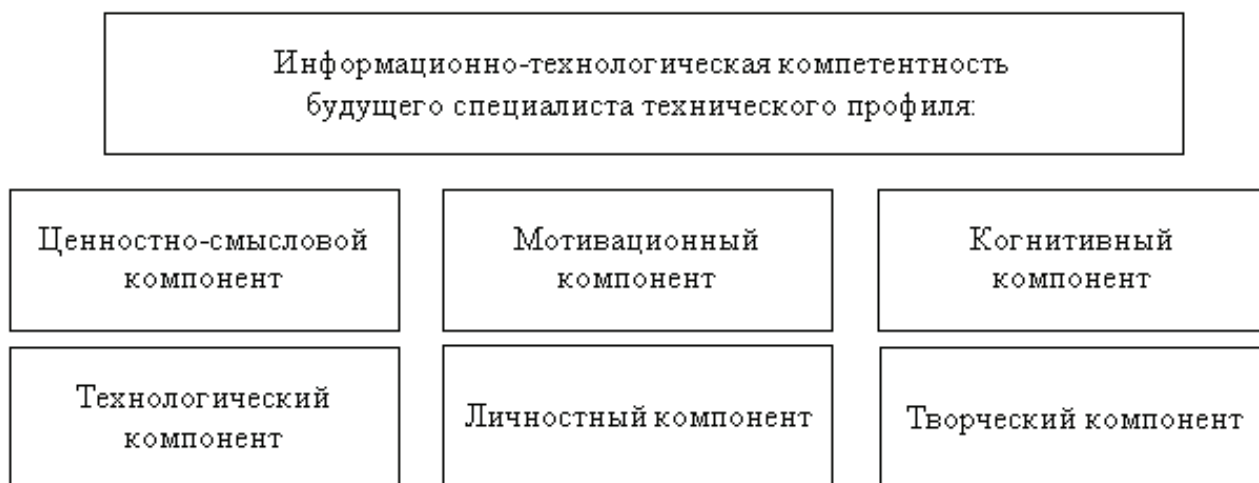 Информационно-технологическая компетентность
будущего специалиста технического профиля:
Ценностно-смысловой
компонент
Мотивационный
компонент
Когнитивный
компонент
Технологический
компонент
Личностный компонент
Творческий компонент